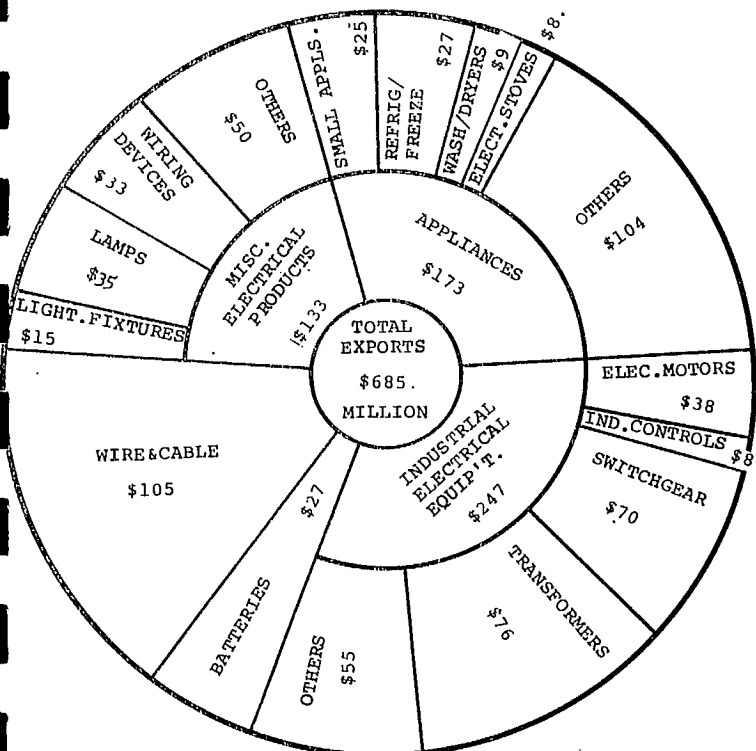 TOTAL
EXPORTS
$685.
MILLION
APPLIANCES
$173
SMALL APPLS.
$25
REFRIG/
FREEZE
$27
WASH/DRYERS
$9
ELECT.STOVES
$8.
OTHERS
$104
INDUSTRIAL
ELECTRICAL
EQUIP'T.
$247
ELEC.MOTORS
$38
IND.CONTROLS
$8
SWITCHGEAR
$70
TRANSFORMERS
$76
OTHERS
$55
BATTERIES
$27
WIRE&CABLE
$105
MISC.
ELECTRICAL
PRODUCTS
$133
LIGHT.FIXTURES
$15
LAMPS
$35
WIRING
DEVICES
$33
OTHERS
$50